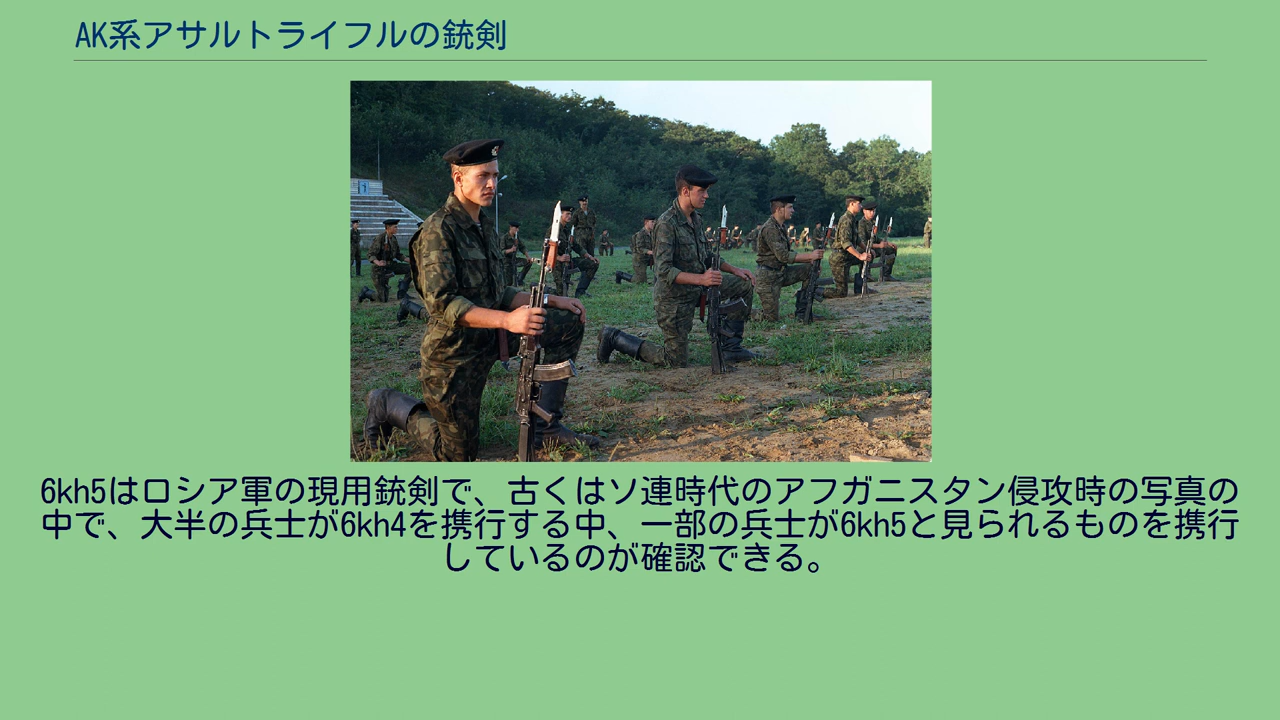 AK系アサルトライフルの銃剣
1
6kh5はロシア軍の現用銃剣で、古くはソ連時代のアフガニスタン侵攻時の写真の
中で、大半の兵士が6kh4を携行する中、一部の兵士が6kh5と見られるものを携行
しているのが確認できる。